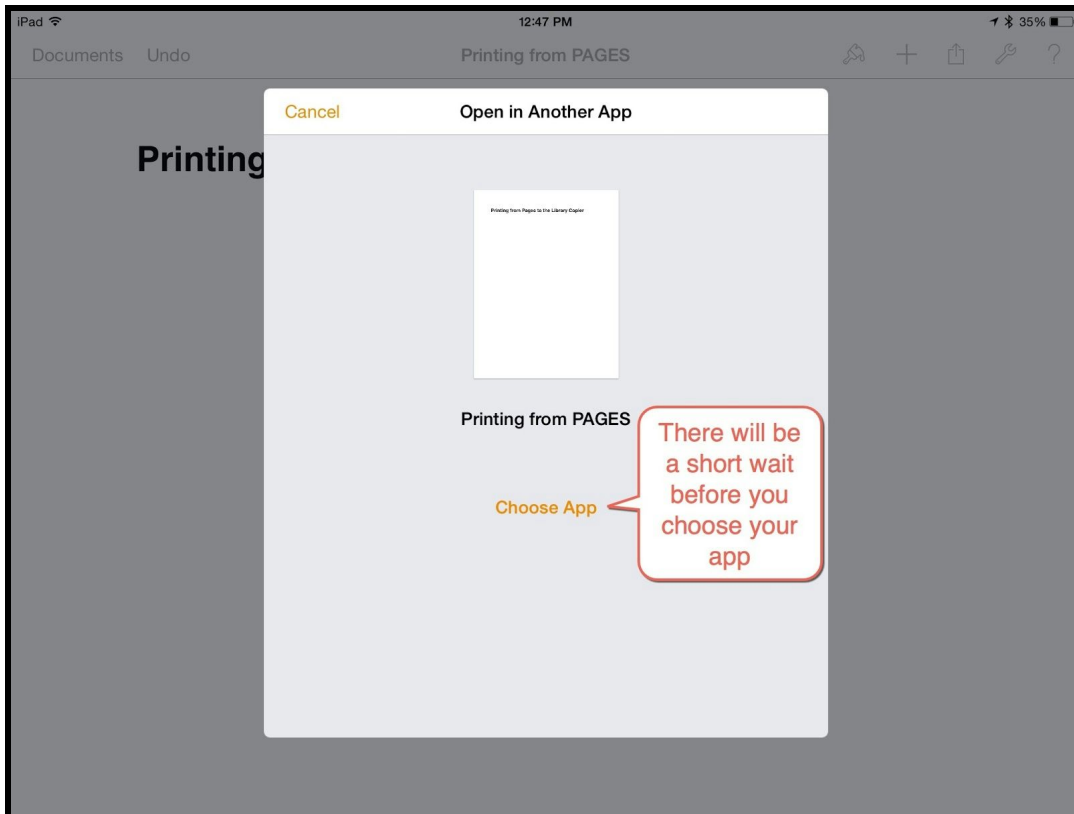 iPad 12:47 PM 35%
Documents Undo Printing from PAGES ?
Cancel Open in Another App
Printing
Printing from Pages to the Library Copier
Printing from PAGES
Choose App
There will be
a short wait
before you
choose your
app